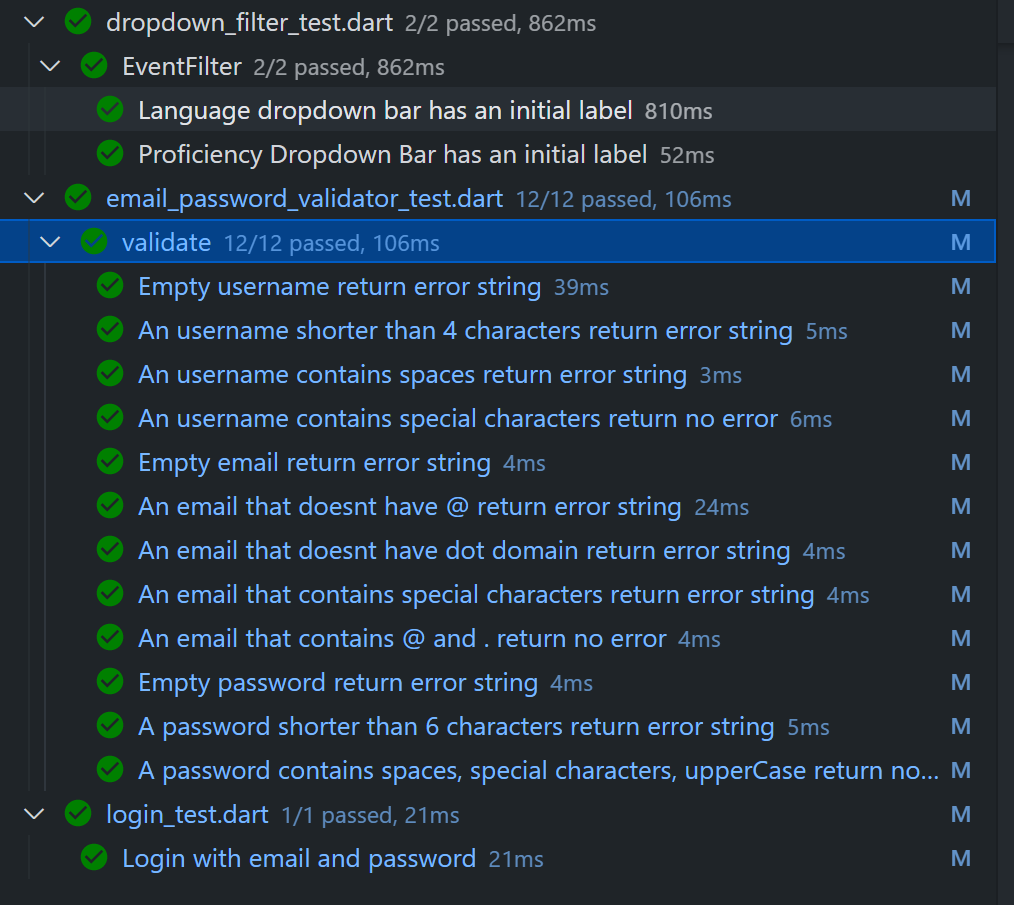 dropdown_filter_test.dart 2/2 passed, 862ms
EventFilter 2/2 passed, 862ms
Language dropdown bar has an initial label 810ms
Proficiency Dropdown Bar has an initial label 52ms
email_password_validator_test.dart 12/12 passed, 106ms M
validate 12/12 passed, 106ms M
Empty username return error string 39ms M
An username shorter than 4 characters return error string 5ms M
An username contains spaces return error string 3ms M
An username contains special characters return no error 6ms M
Empty email return error string 4ms M
An email that doesnt have @ return error string 24ms M
An email that doesnt have dot domain return error string 4ms M
An email that contains special characters return error string 4ms M
An email that contains @ and . return no error 4ms M
Empty password return error string 4ms M
A password shorter than 6 characters return error string 5ms M
A password contains spaces, special characters, upperCase return no... M
login_test.dart 1/1 passed, 21ms M
Login with email and password 21ms M